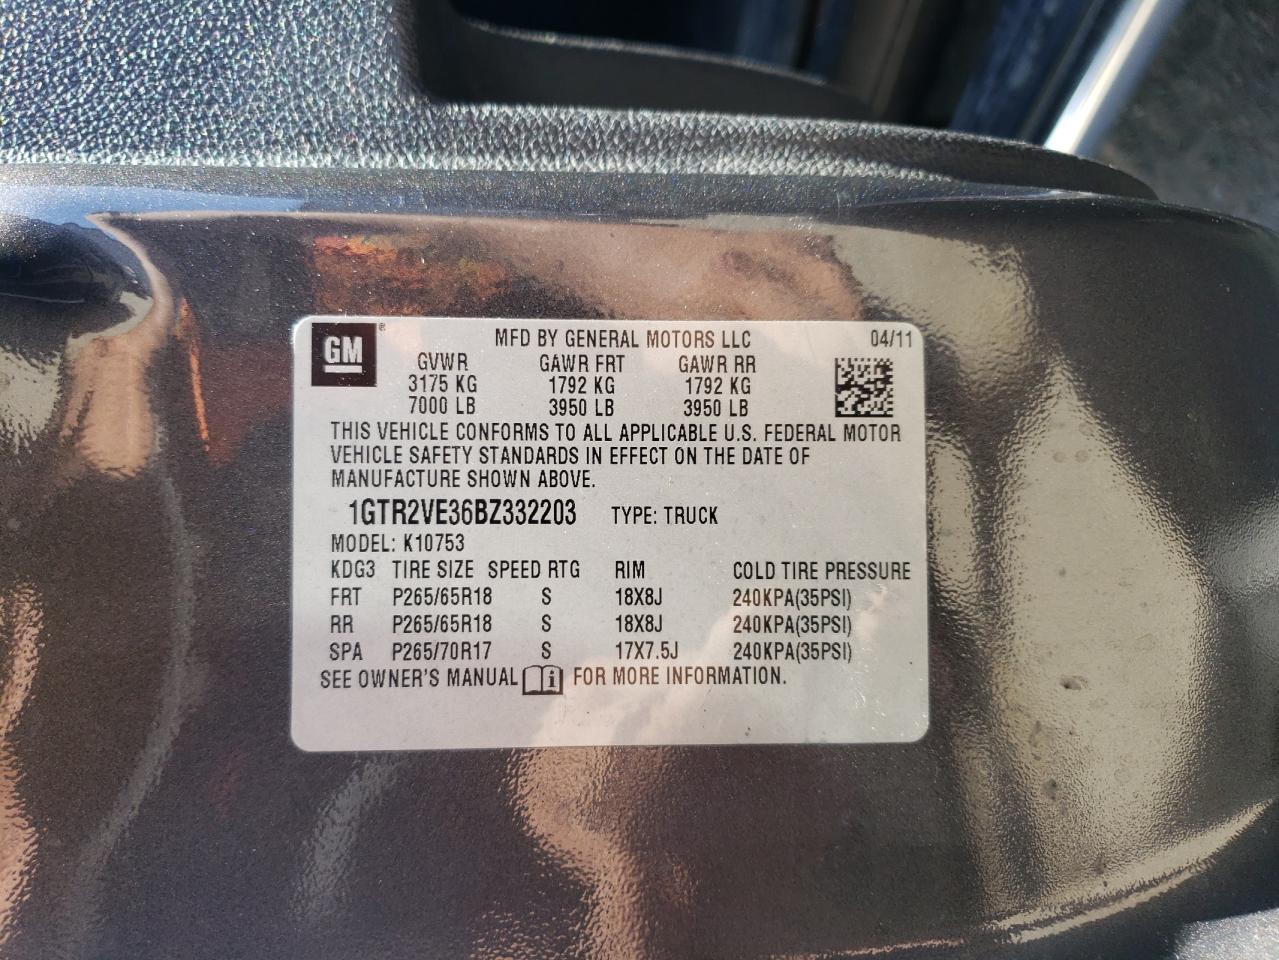 GM ® MFD BY GENERAL MOTORS LLC 04/11
GVWR GAWR FRT GAWR RR
3175 KG 1792 KG 1792 KG
7000 LB 3950 LB 3950 LB
THIS VEHICLE CONFORMS TO ALL APPLICABLE U.S. FEDERAL MOTOR
VEHICLE SAFETY STANDARDS IN EFFECT ON THE DATE OF
MANUFACTURE SHOWN ABOVE.
1GTR2VE36BZ332203 TYPE: TRUCK
MODEL: K10753
KDG3 TIRE SIZE SPEED RTG RIM COLD TIRE PRESSURE
FRT P265/65R18 S 18X8J 240KPA(35PSI)
RR P265/65R18 S 18X8J 240KPA(35PSI)
SPA P265/70R17 S 17X7.5J 240KPA(35PSI)
SEE OWNER'S MANUAL i FOR MORE INFORMATION.